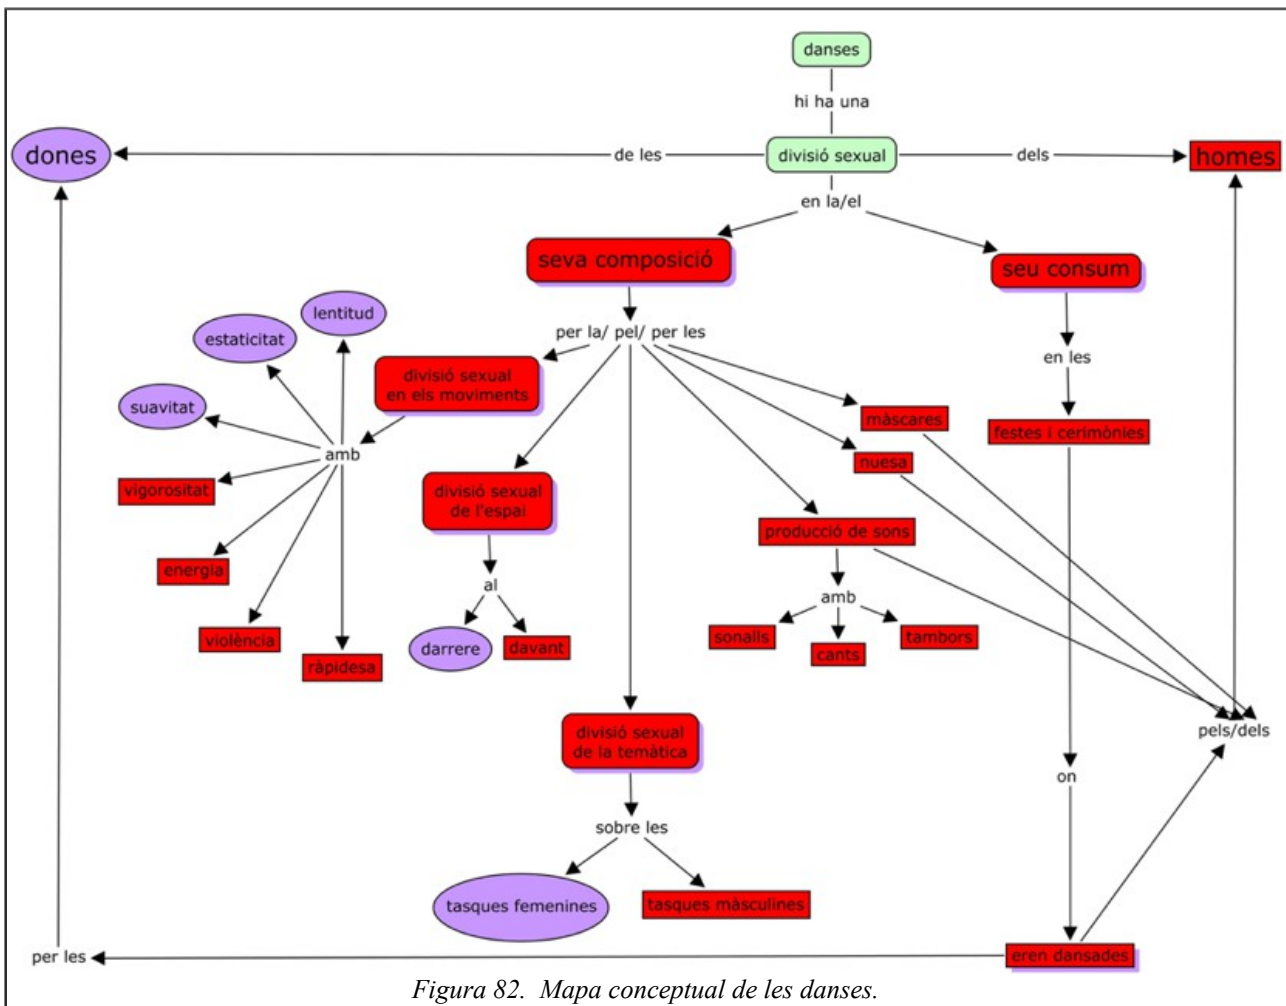 danses
hi ha una
dones
de les
divisió sexual
dels
homes
en la/el
seva composició
seu consum
lentitud
estaticitat
per la/ pel/ per les
en les
divisió sexual
en els moviments
suavitat
màscares
festes i cerimònies
amb
nuesa
vigorositat
divisió sexual
de l'espai
producció de sons
energia
al
amb
violència
ràpidesa
darrere
davant
sonalls
cants
tambors
divisió sexual
de la temàtica
pels/dels
on
sobre les
tasques femenines
tasques màsculines
per les
eren dansades
Figura 82. Mapa conceptual de les danses.